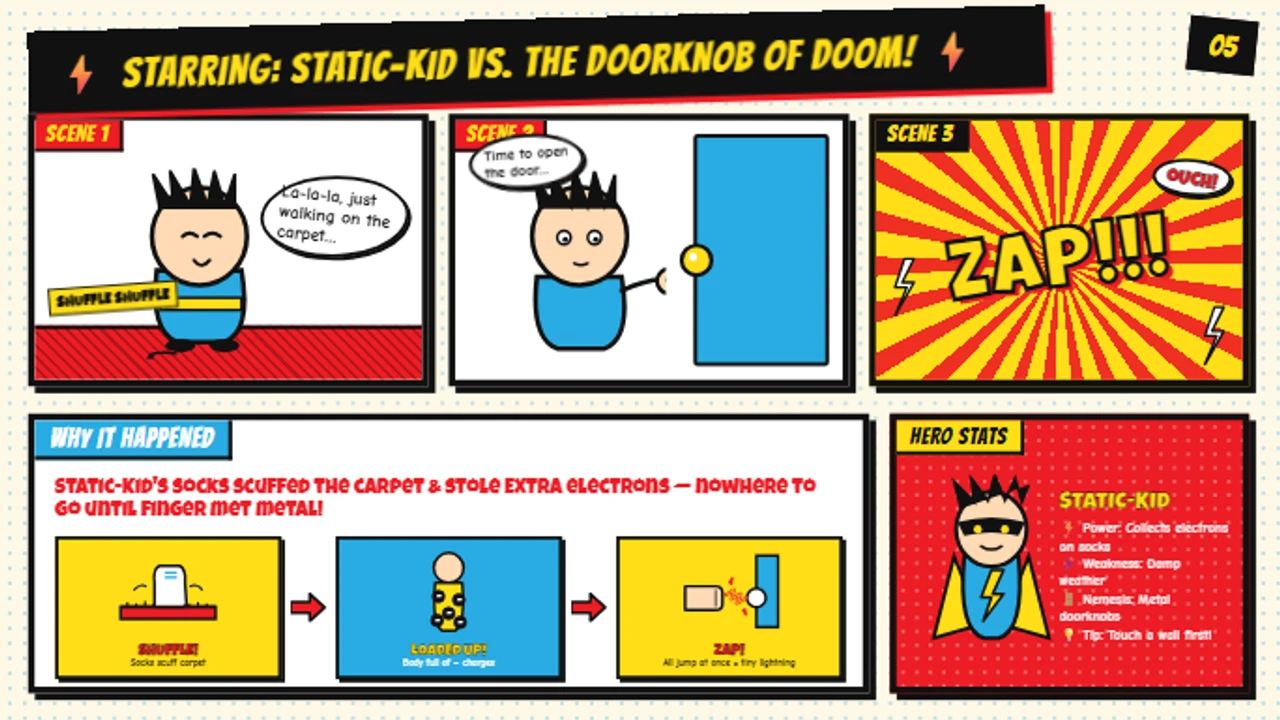 ⚡ STARRING: STATIC-KID VS. THE DOORKNOB OF DOOM! ⚡
05
SCENE 1
La-la-la, just
walking on the
carpet...
SHUFFLE SHUFFLE
SCENE 2
Time to open
the door...
SCENE 3
OUCH!
ZAP!!!
WHY IT HAPPENED
STATIC-KID'S SOCKS SCUFFED THE CARPET & STOLE EXTRA ELECTRONS — NOWHERE TO
GO UNTIL FINGER MET METAL!
SHUFFLE!
Socks scuff carpet
LOADED UP!
Body full of − charges
ZAP!
All jump at once = tiny lightning
HERO STATS
STATIC-KID
⚡ Power: Collects electrons
on socks
Weakness: Damp
weather
Nemesis: Metal
doorknobs
💡 Tip: Touch a wall first!